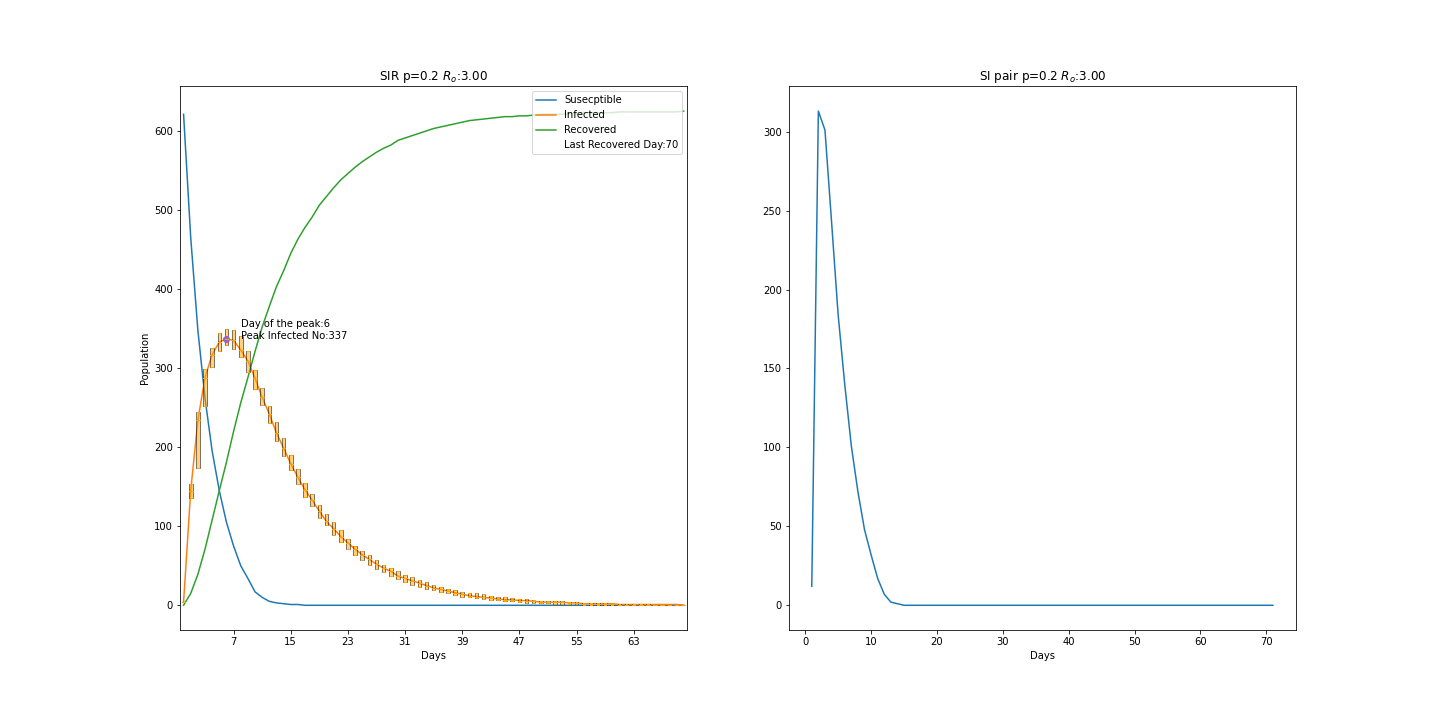 SIR p=0.2 Rₒ:3.00
Susecptible
Infected
Recovered
Last Recovered Day:70
Day of the peak:6
Peak Infected No:337
Population
600
500
400
300
200
100
0
7 15 23 31 39 47 55 63
Days
SI pair p=0.2 Rₒ:3.00
300
250
200
150
100
50
0
0 10 20 30 40 50 60 70
Days